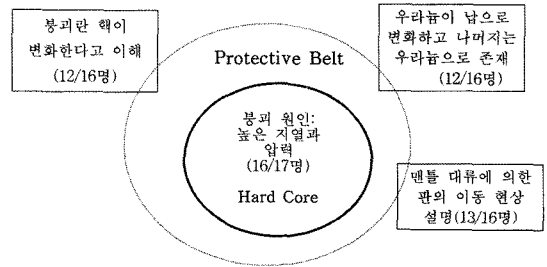 붕괴란 핵이
변화한다고 이해
(12/16명)
우라늄이 납으로
변화하고 나머지는
우라늄으로 존재
(12/16명)
Protective Belt
붕괴 원인:
높은 지열과
압력
(16/17명)
Hard Core
맨틀 대류에 의한
판의 이동 현상
설명(13/16명)